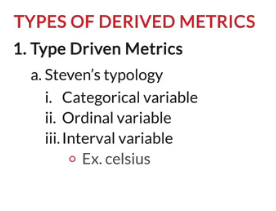 TYPES OF DERIVED METRICS
1. Type Driven Metrics
a. Steven's typology
i. Categorical variable
ii. Ordinal variable
iii. Interval variable
o Ex. celsius